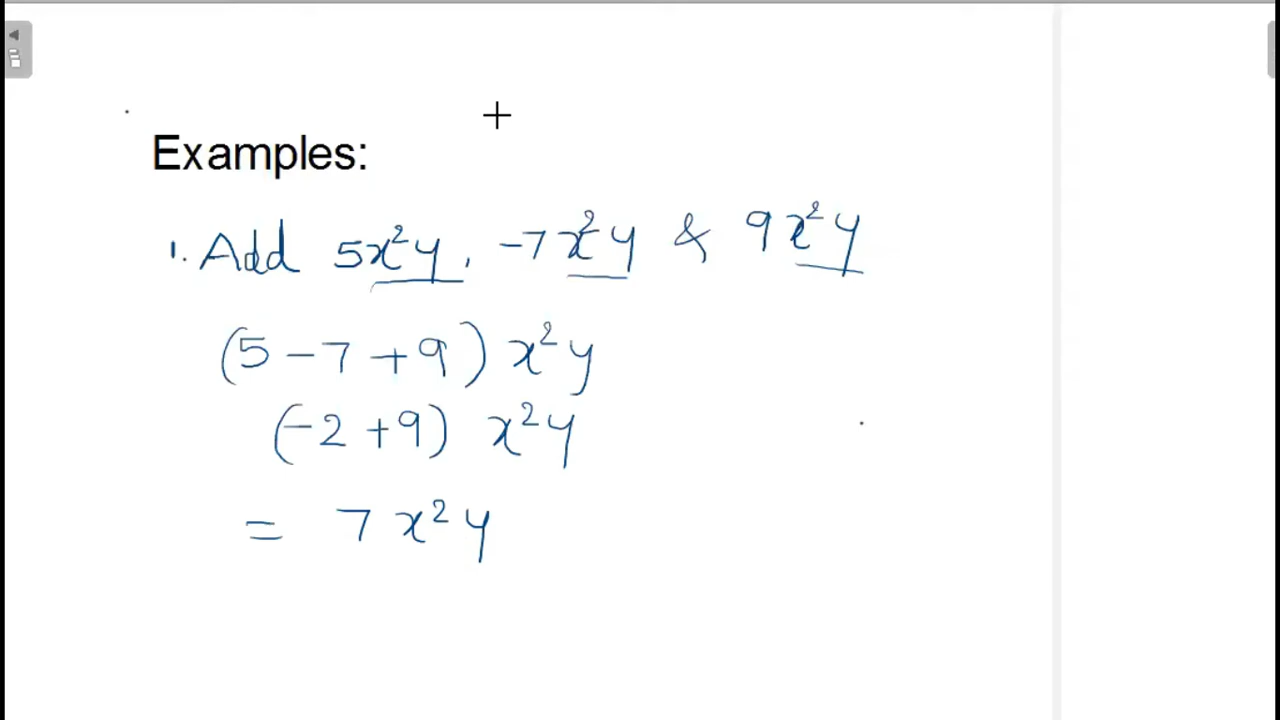 Examples:
1. Add 5x²y, -7x²y & 9x²y
(5 - 7 + 9) x²y
(-2 + 9) x²y
= 7x²y